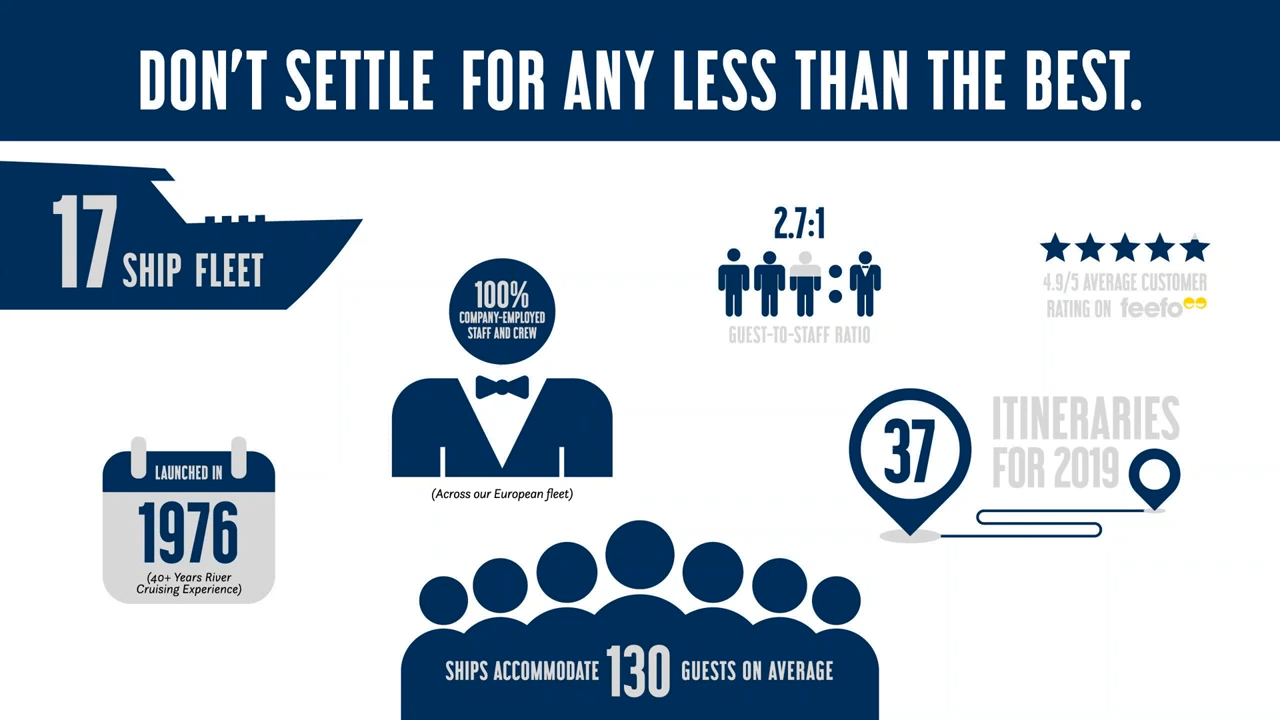 DON'T SETTLE FOR ANY LESS THAN THE BEST.
17 SHIP FLEET
100%
COMPANY-EMPLOYED
STAFF AND CREW
(Across our European fleet)
2.7:1
GUEST-TO-STAFF RATIO
4.9/5 AVERAGE CUSTOMER
RATING ON feefo
LAUNCHED IN
1976
(40+ Years River
Cruising Experience)
37
ITINERARIES
FOR 2019
SHIPS ACCOMMODATE 130 GUESTS ON AVERAGE